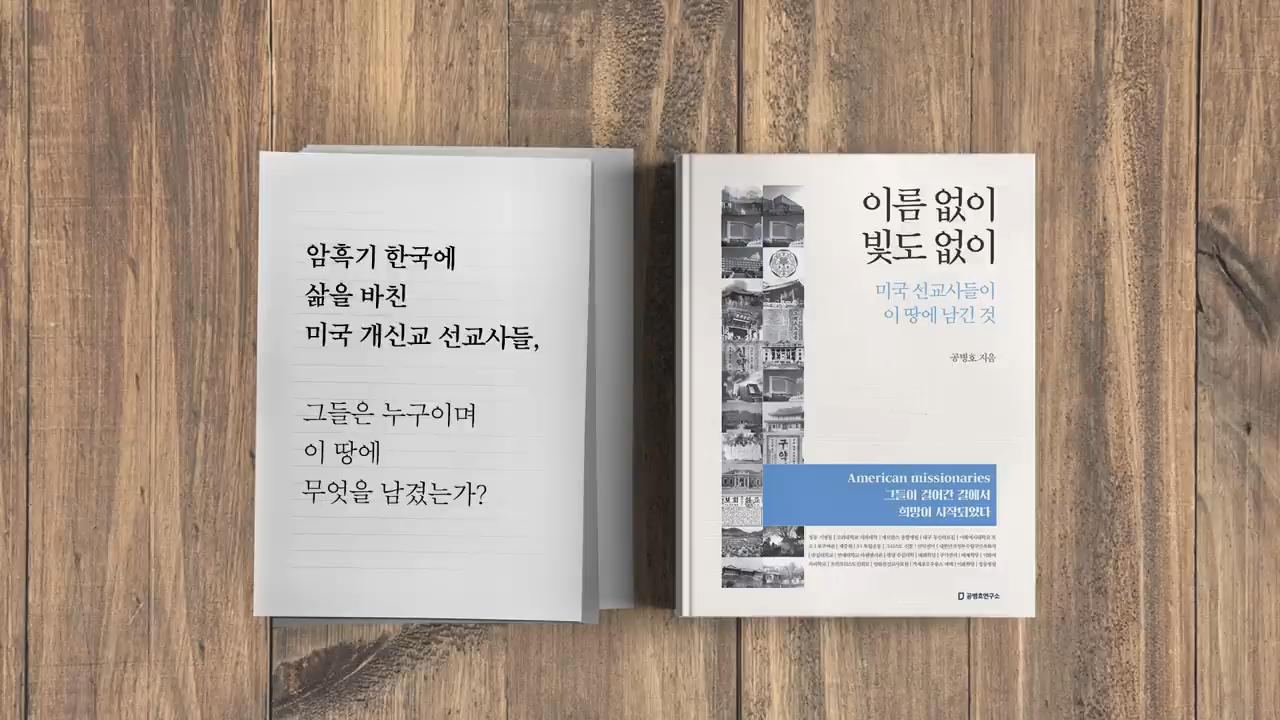 암흑기 한국에
삶을 바친
미국 개신교 선교사들,
그들은 누구이며
이 땅에
무엇을 남겼는가?
이름 없이
빛도 없이
미국 선교사들이
이 땅에 남긴 것
공병호 지음
구약
American missionaries
그들이 걸어간 길에서
희망이 시작되었다
공병호연구소